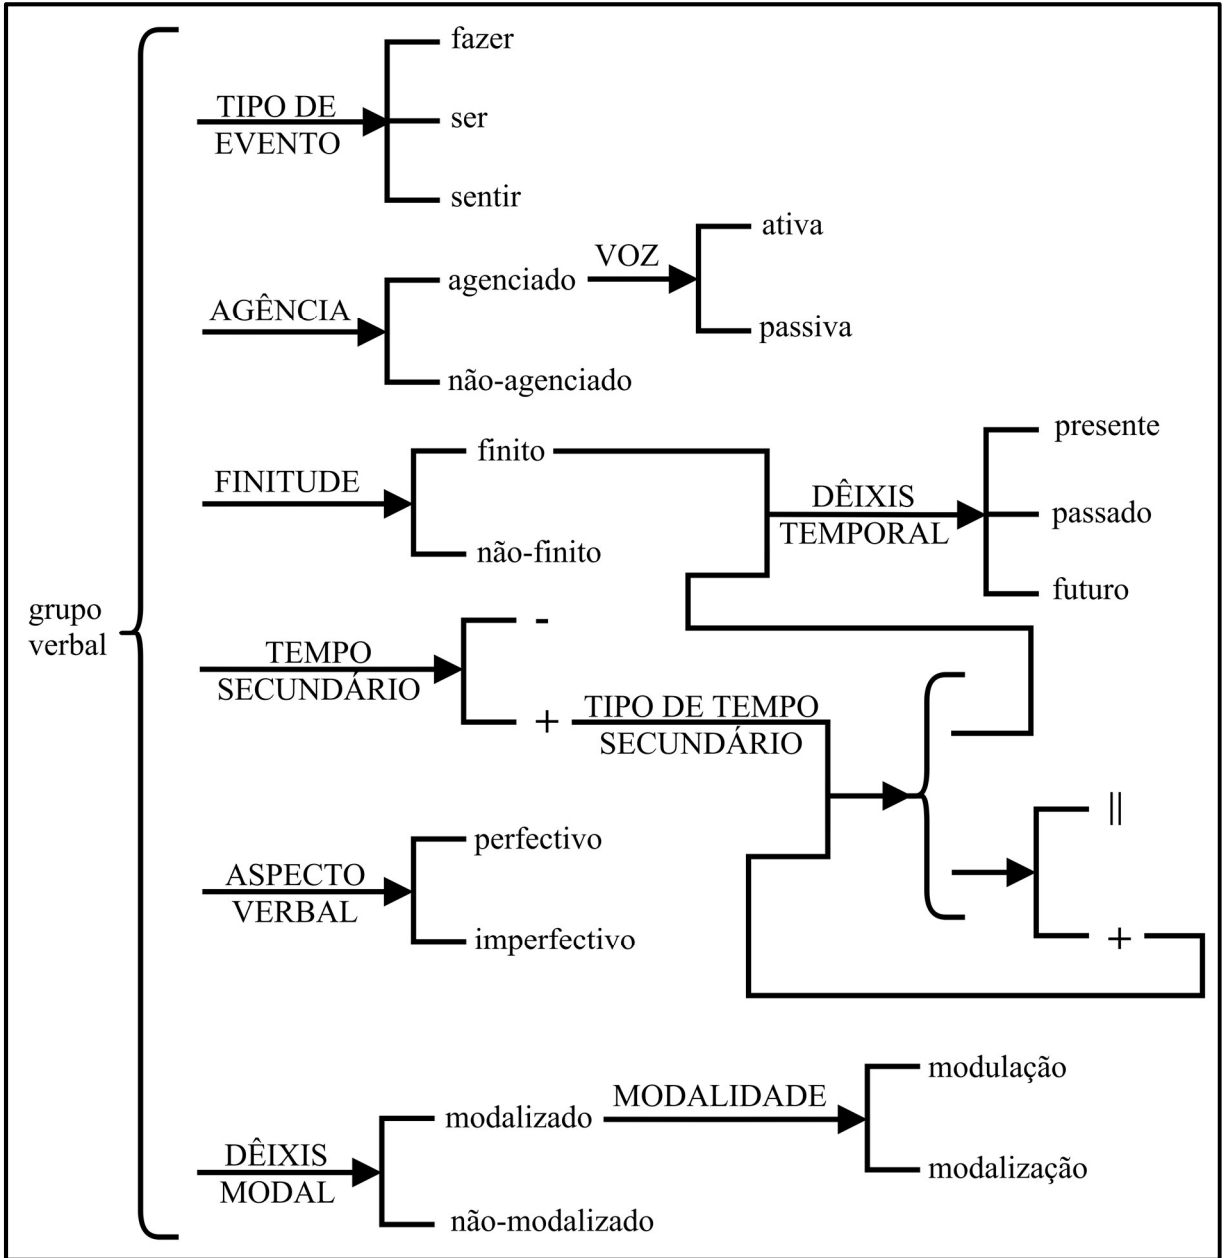 fazer
TIPO DE
EVENTO
ser
sentir
ativa
VOZ
agenciado
AGÊNCIA
passiva
não-agenciado
presente
finito
FINITUDE
DÊIXIS
TEMPORAL
passado
não-finito
futuro
grupo
verbal
-
TEMPO
SECUNDÁRIO
+
TIPO DE TEMPO
SECUNDÁRIO
||
perfectivo
ASPECTO
VERBAL
+
imperfectivo
modulação
MODALIDADE
modalizado
DÊIXIS
MODAL
modalização
não-modalizado